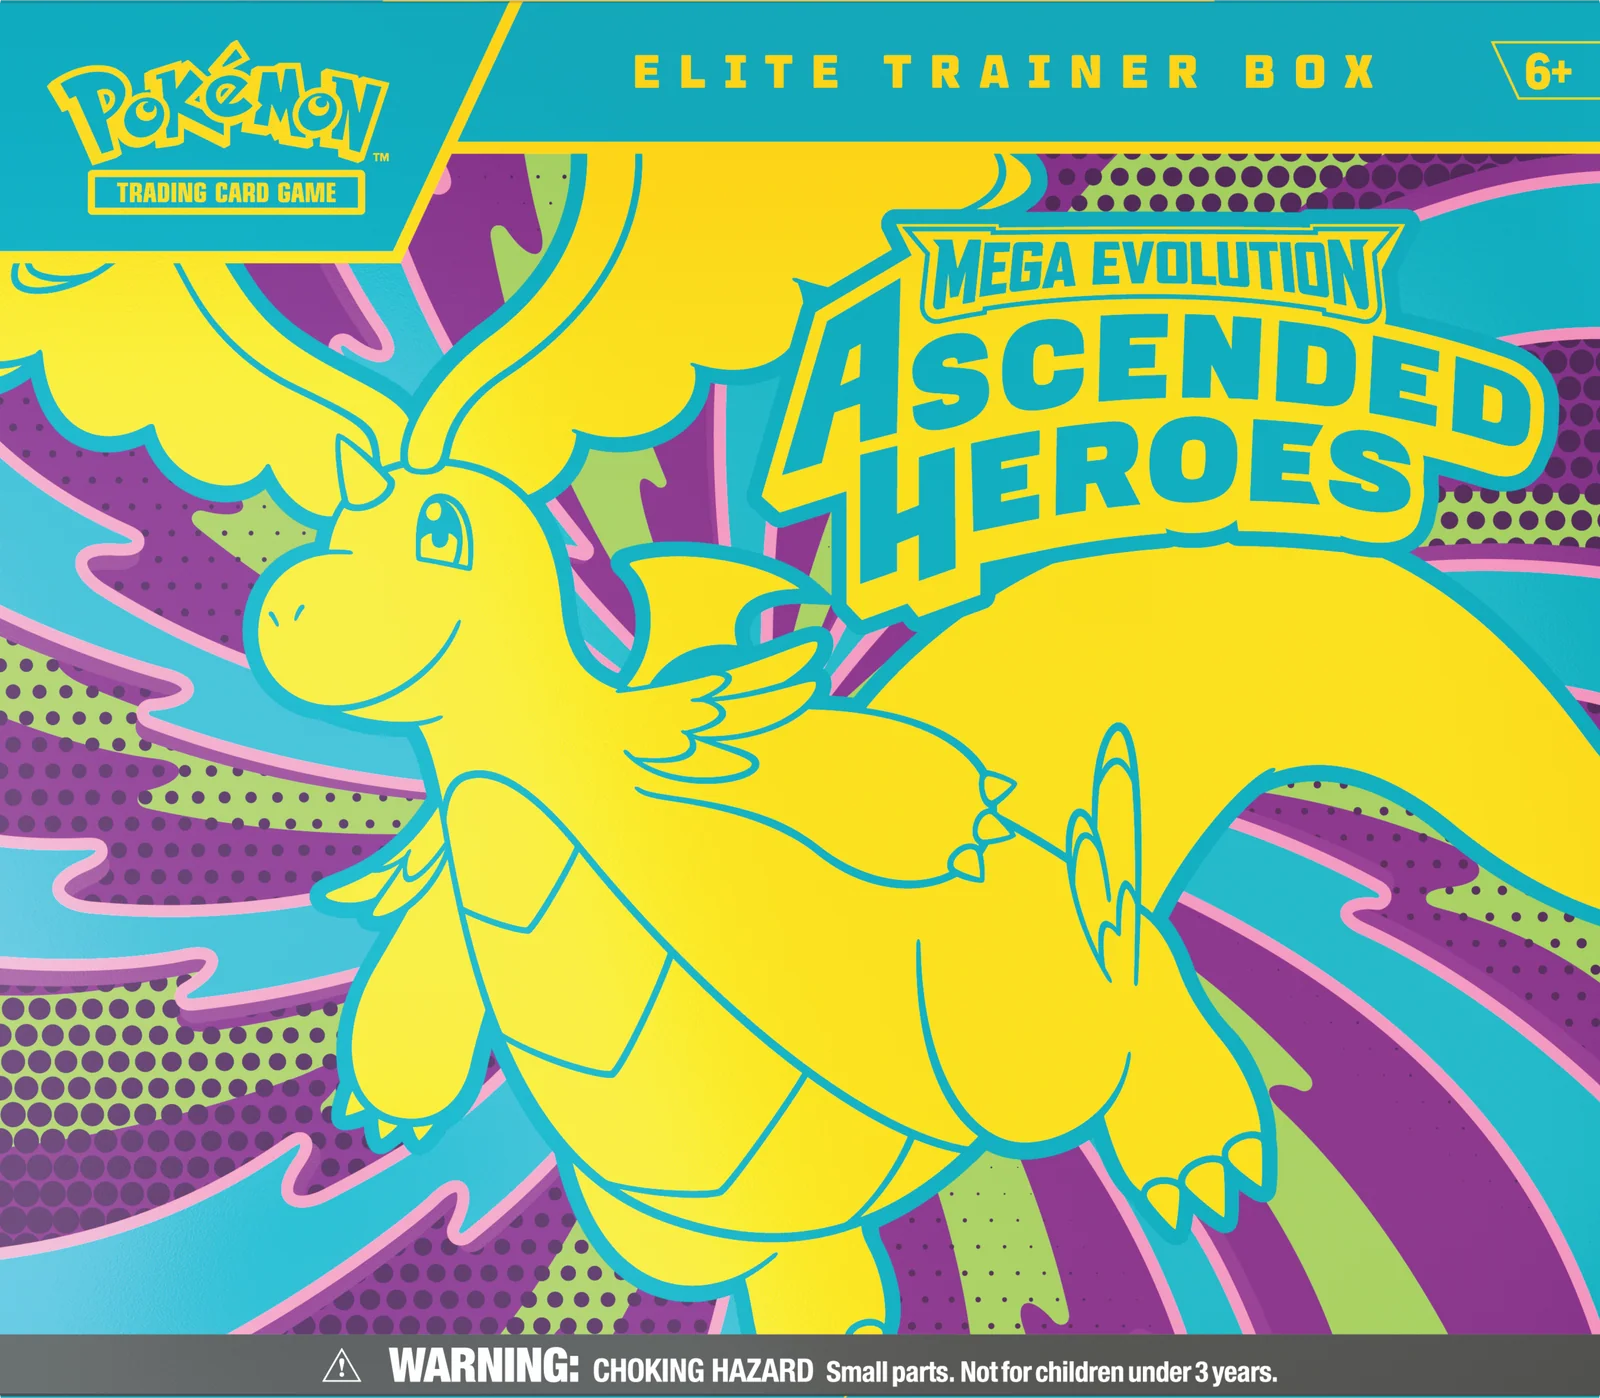 POKéMON™
TRADING CARD GAME
ELITE TRAINER BOX
6+
MEGA EVOLUTION
ASCENDED
HEROES
WARNING: CHOKING HAZARD Small parts. Not for children under 3 years.